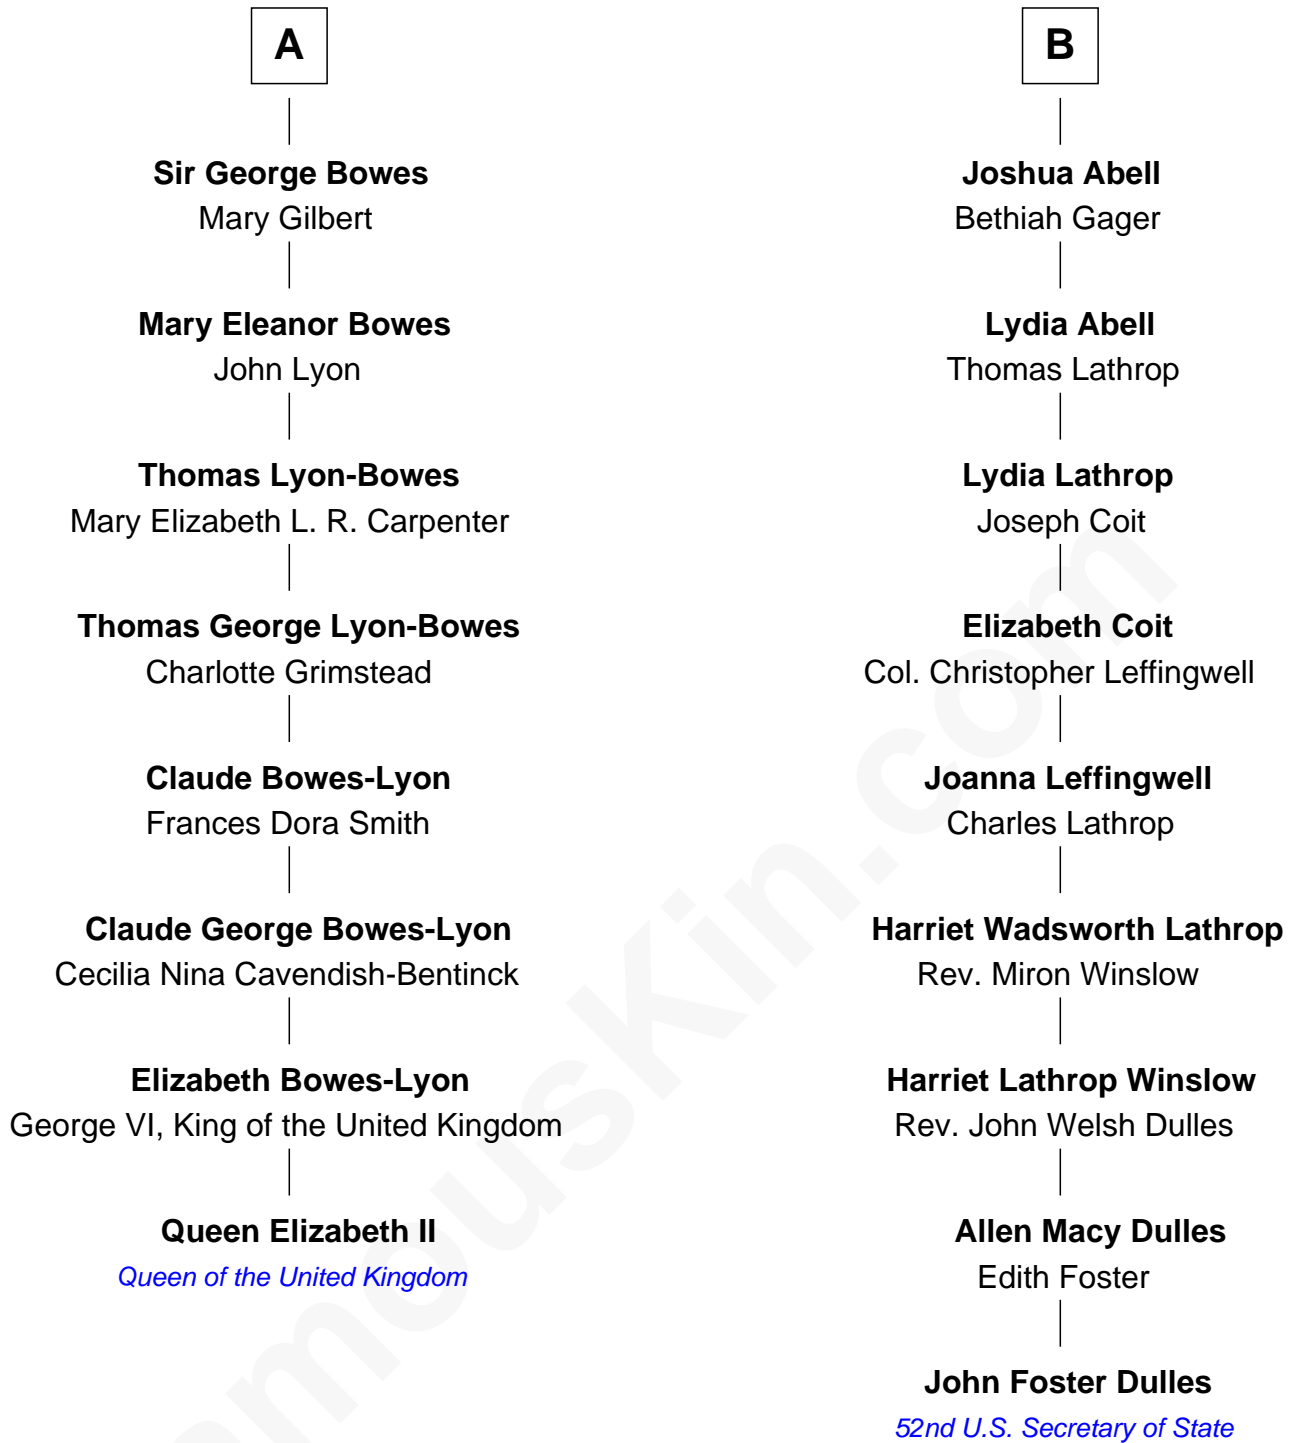 A
Sir George Bowes
Mary Gilbert
Mary Eleanor Bowes
John Lyon
Thomas Lyon-Bowes
Mary Elizabeth L. R. Carpenter
Thomas George Lyon-Bowes
Charlotte Grimstead
Claude Bowes-Lyon
Frances Dora Smith
Claude George Bowes-Lyon
Cecilia Nina Cavendish-Bentinck
Elizabeth Bowes-Lyon
George VI, King of the United Kingdom
Queen Elizabeth II
Queen of the United Kingdom
B
Joshua Abell
Bethiah Gager
Lydia Abell
Thomas Lathrop
Lydia Lathrop
Joseph Coit
Elizabeth Coit
Col. Christopher Leffingwell
Joanna Leffingwell
Charles Lathrop
Harriet Wadsworth Lathrop
Rev. Miron Winslow
Harriet Lathrop Winslow
Rev. John Welsh Dulles
Allen Macy Dulles
Edith Foster
John Foster Dulles
52nd U.S. Secretary of State
amouskin.com